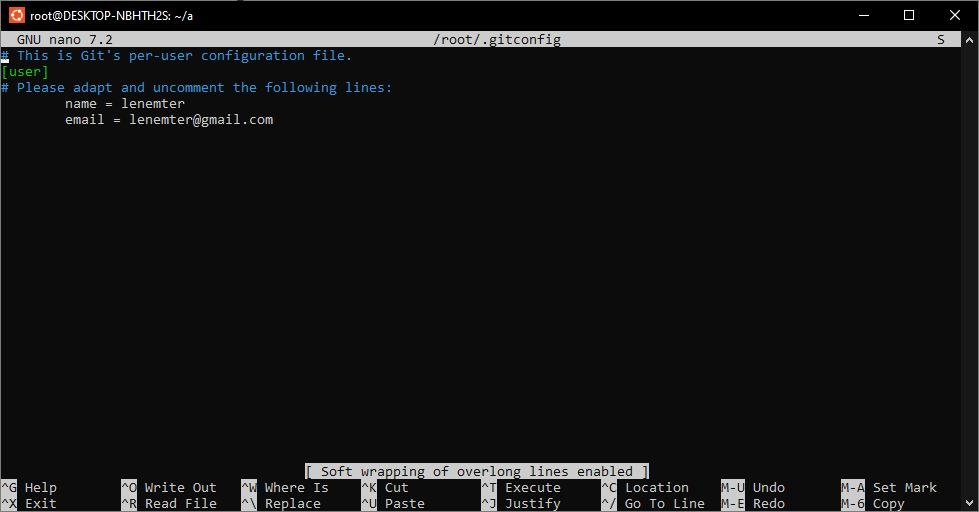 root@DESKTOP-NBHTH2S: ~/a
GNU nano 7.2 /root/.gitconfig S
# This is Git's per-user configuration file.
[user]
# Please adapt and uncomment the following lines:
name = lenemter
email = lenemter@gmail.com
[ Soft wrapping of overlong lines enabled ]
^G Help ^O Write Out ^W Where Is ^K Cut ^T Execute ^C Location M-U Undo M-A Set Mark
^X Exit ^R Read File ^\ Replace ^U Paste ^J Justify ^/ Go To Line M-E Redo M-6 Copy